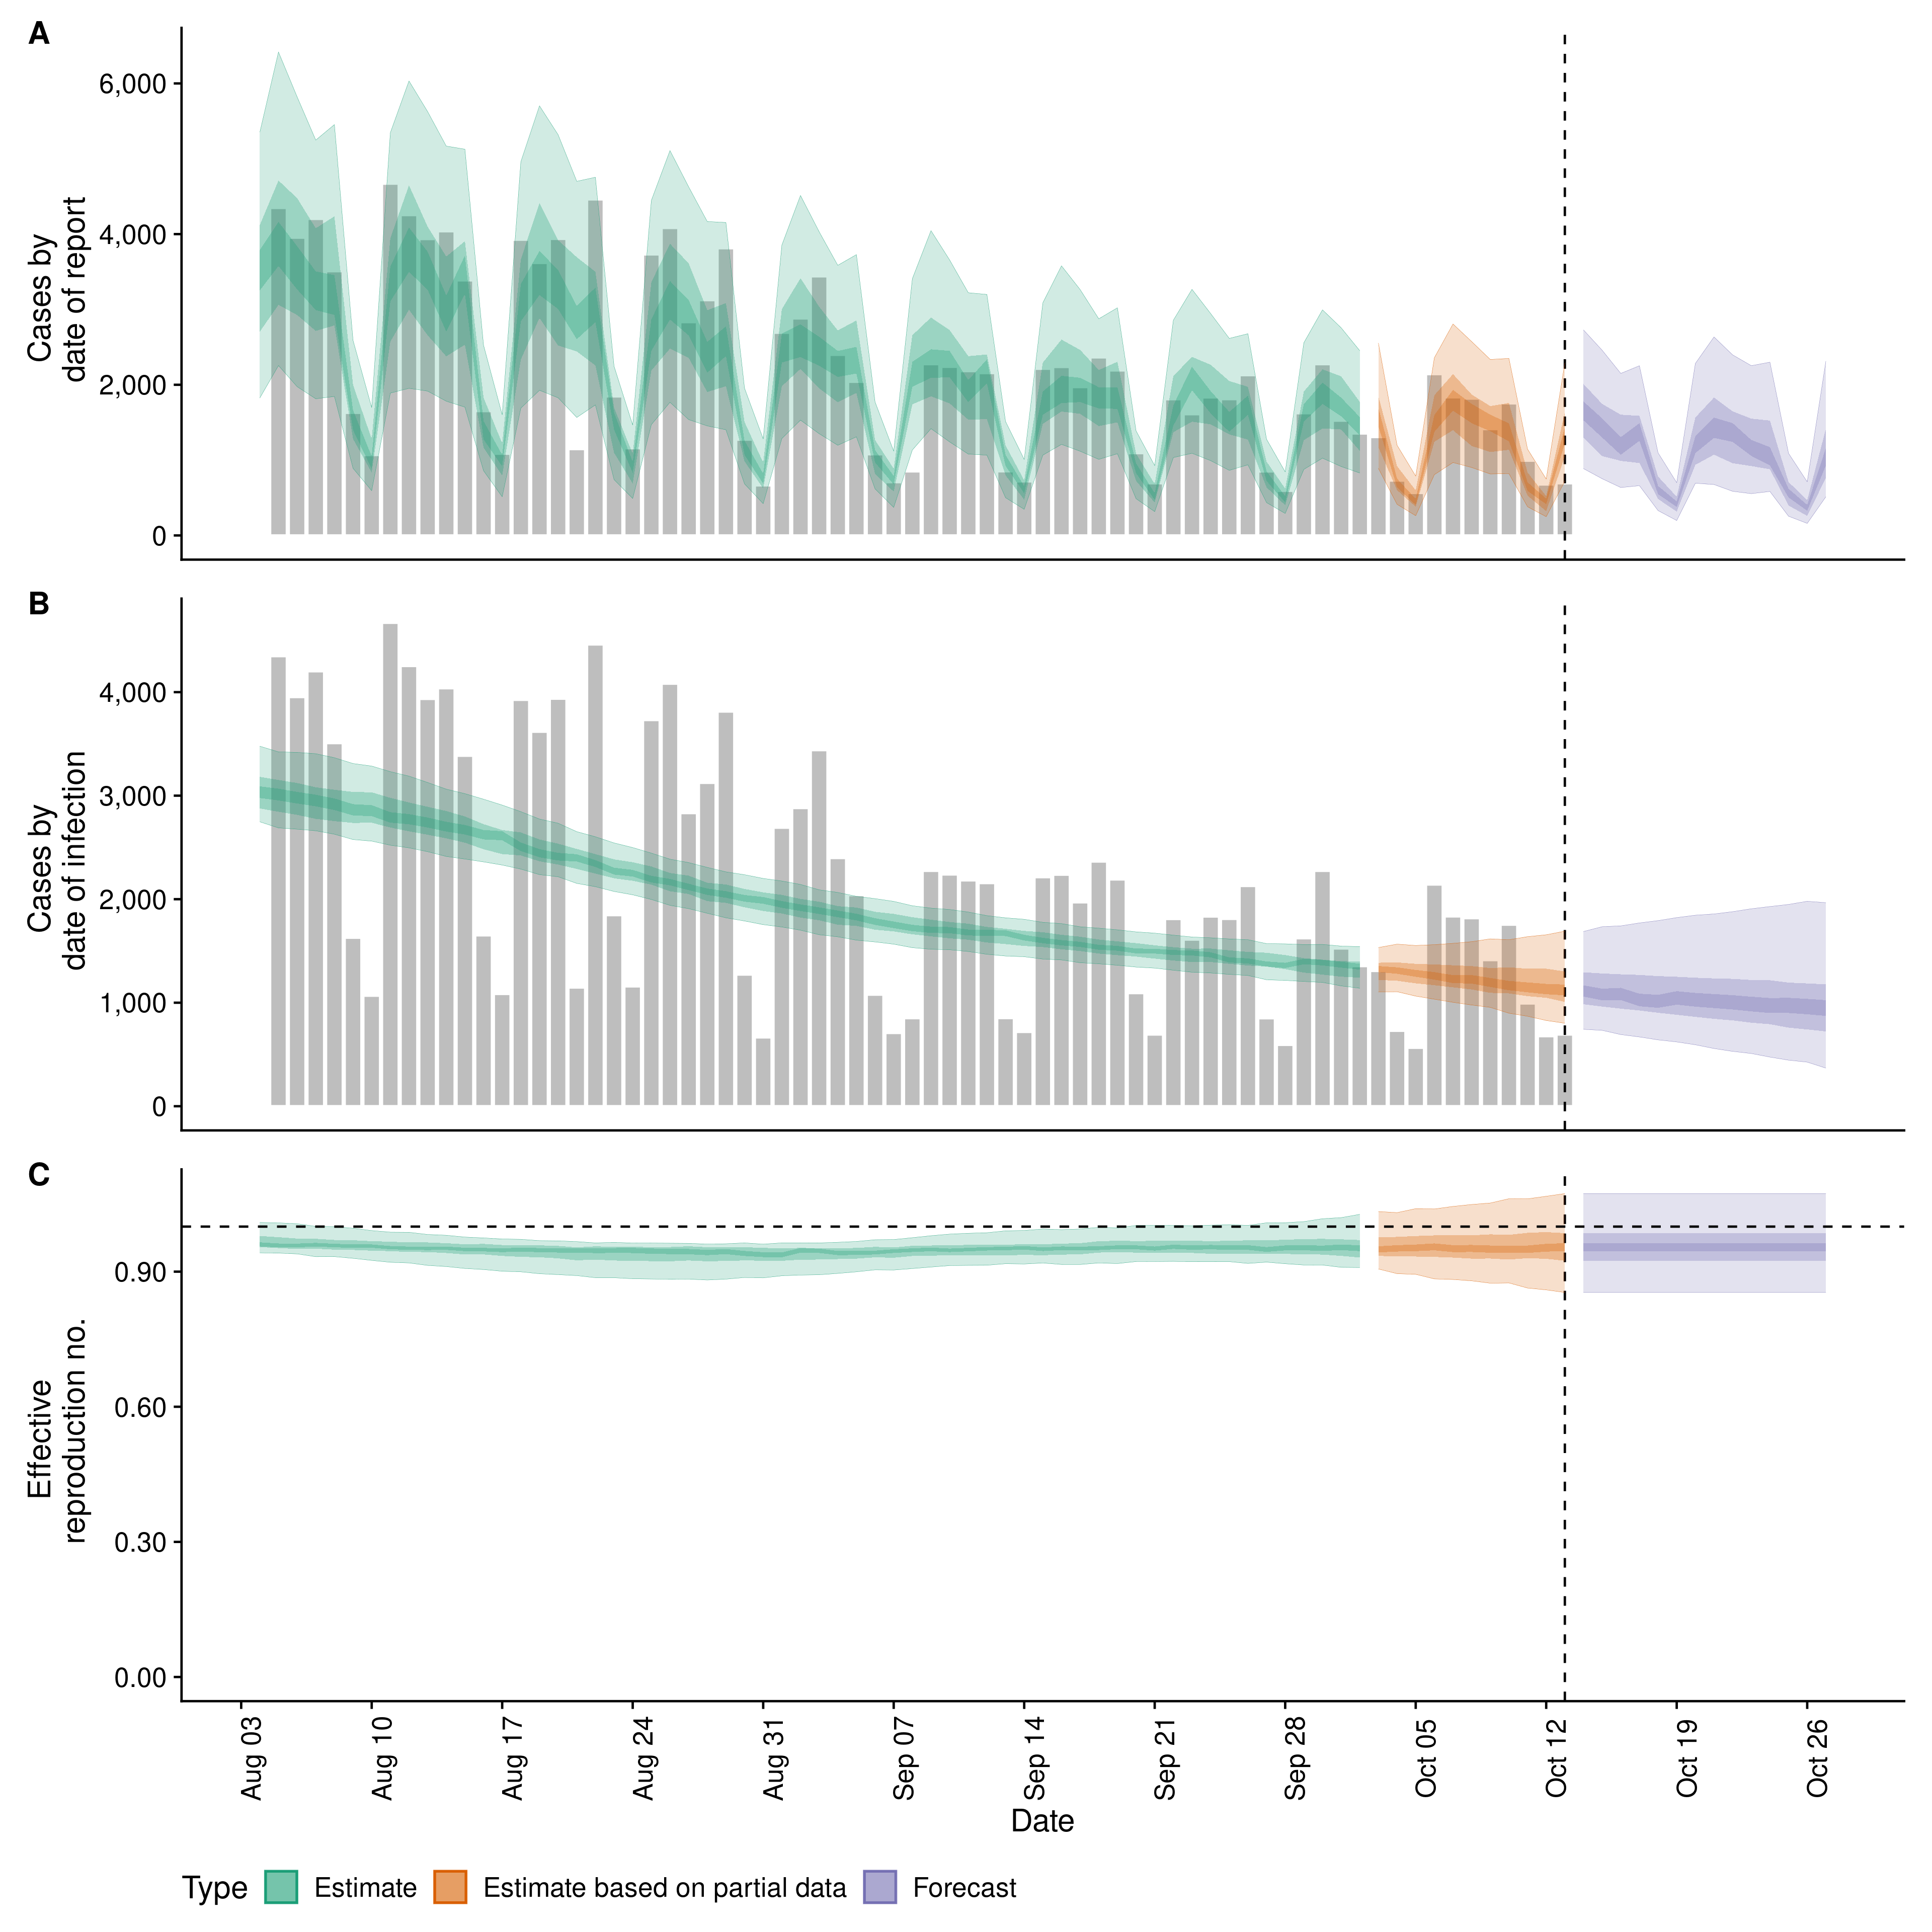 A
6,000
4,000
2,000
0
Cases by
date of report
B
4,000
3,000
2,000
1,000
0
Cases by
date of infection
C
0.90
0.60
0.30
0.00
Effective
reproduction no.
Aug 03
Aug 10
Aug 17
Aug 24
Aug 31
Sep 07
Sep 14
Sep 21
Sep 28
Oct 05
Oct 12
Oct 19
Oct 26
Date
Type Estimate Estimate based on partial data Forecast